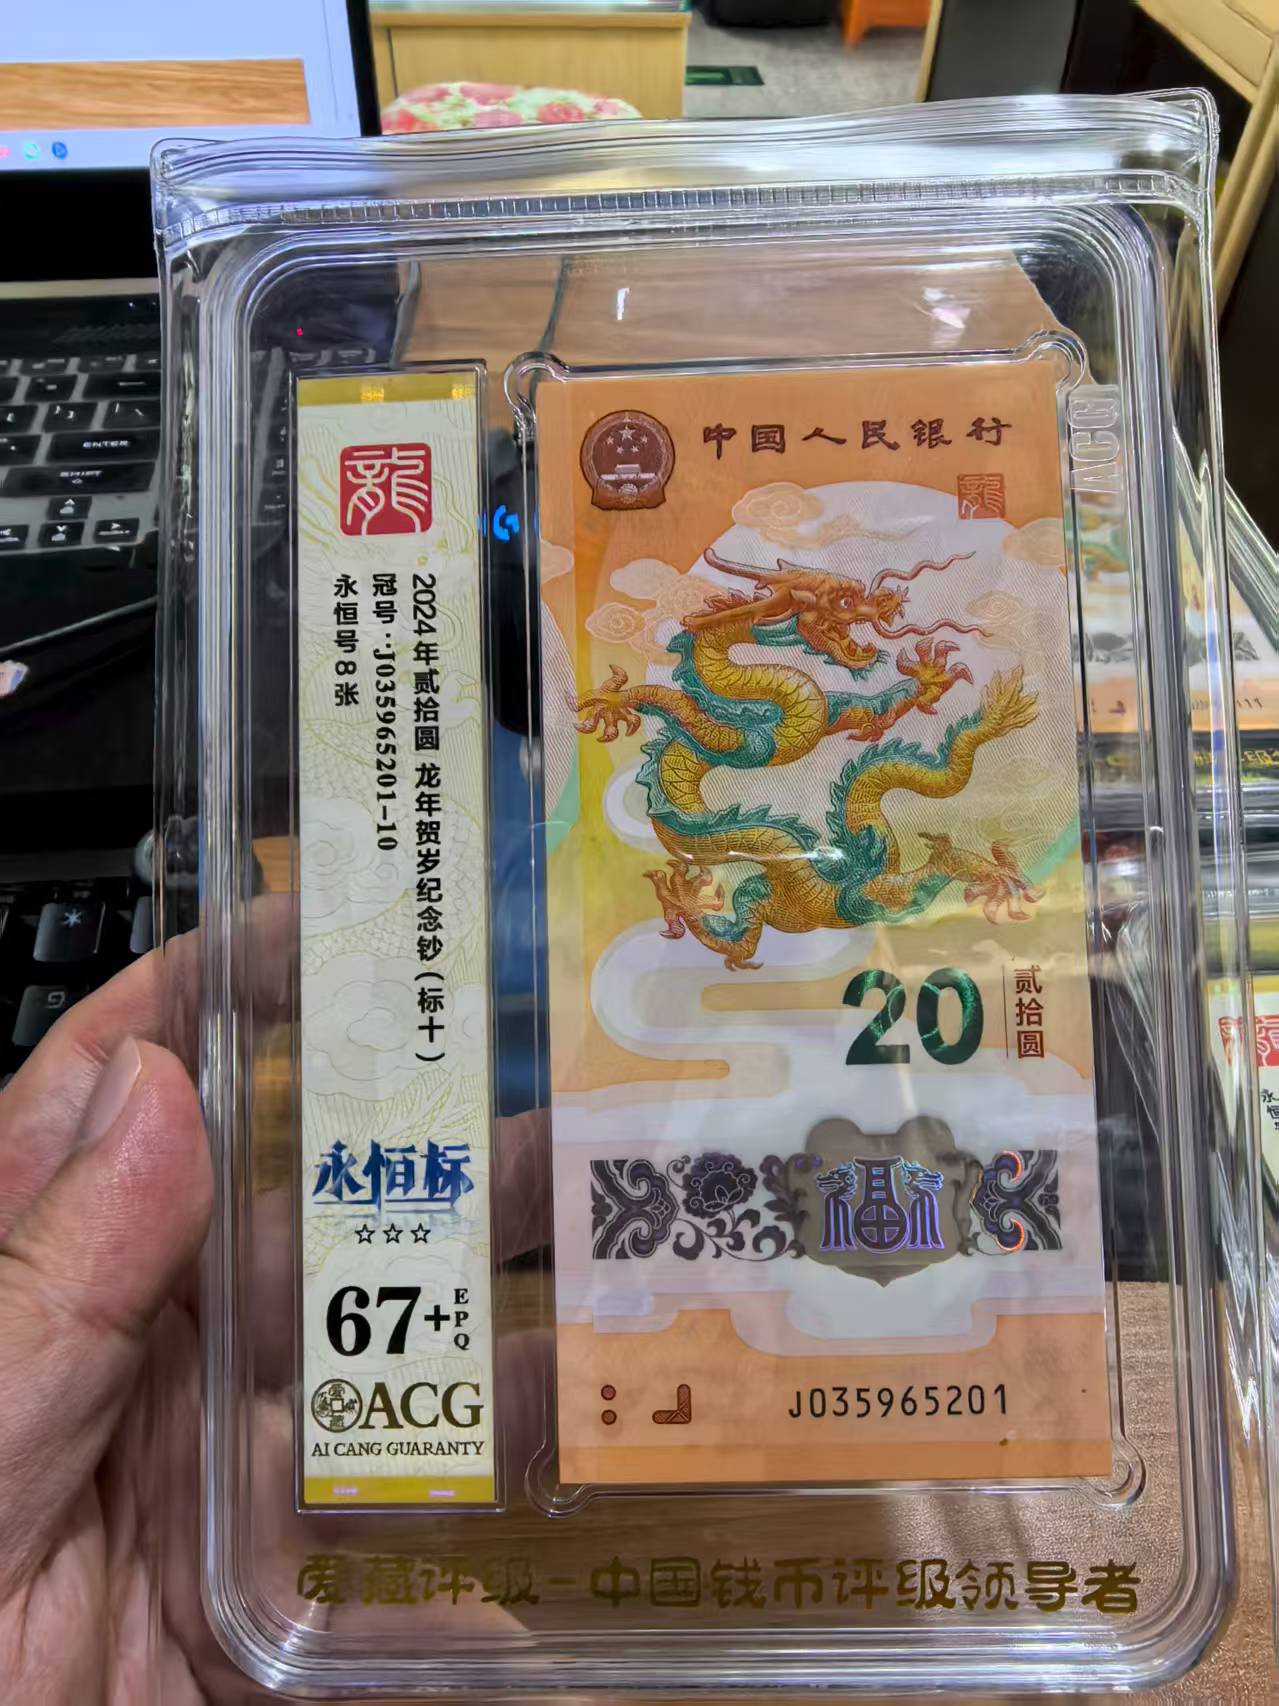 龍
2024年贰拾圆 龙年贺岁纪念钞(标十)
冠号:J035965201-10
永恒号8张
永恒标
☆☆☆
67+
EPQ
ACG
AI CANG GUARANTY
中国人民银行
龍
20
贰拾圆
福
J035965201
ACG
爱藏评级-中国钱币评级领导者
ENTER
SHIFT